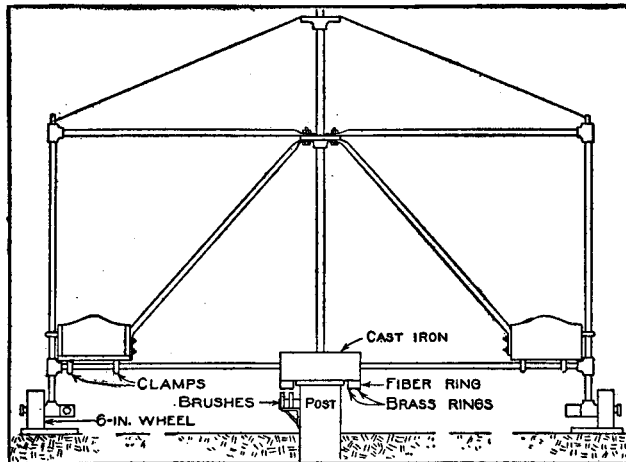 CAST IRON
CLAMPS
FIBER RING
BRUSHES
POST
BRASS RINGS
6-IN. WHEEL